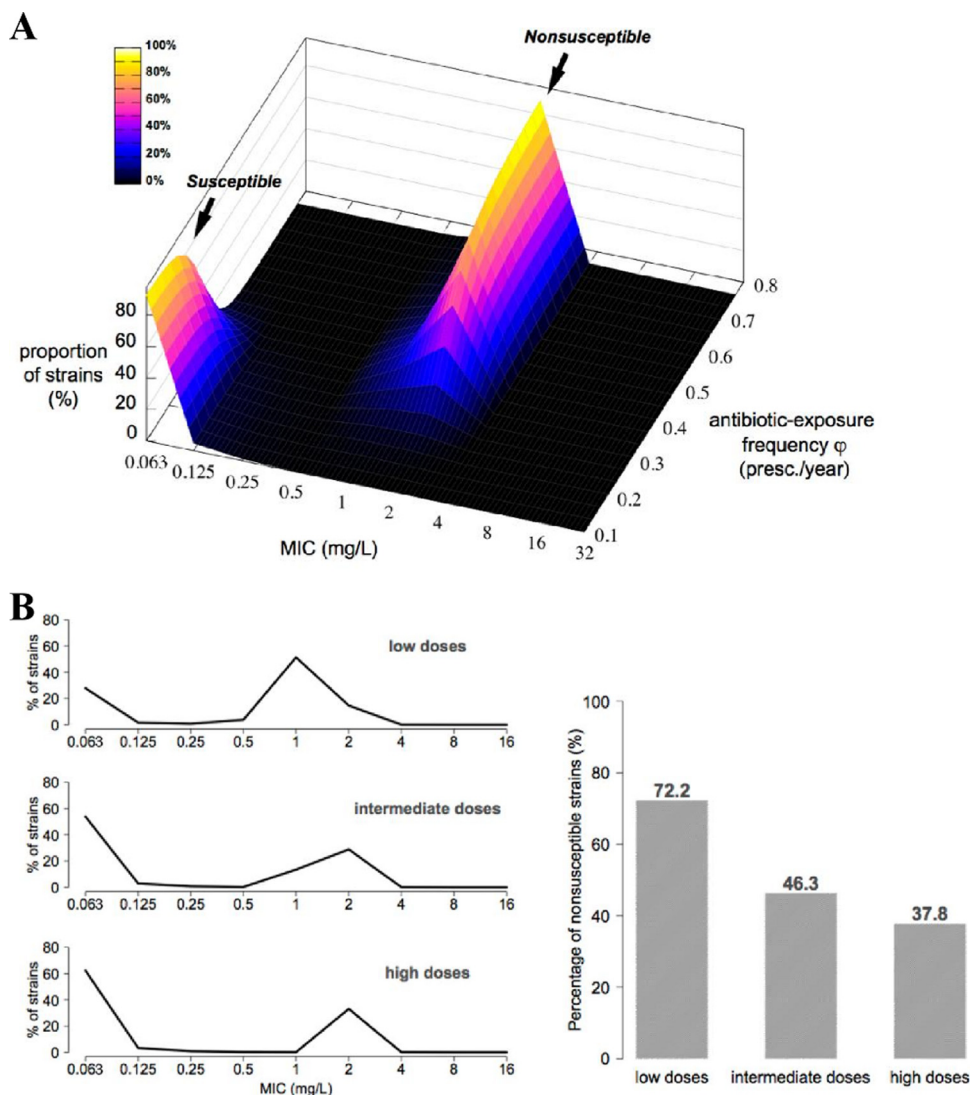 A
100%
80%
60%
40%
20%
0%
Susceptible
Nonsusceptible
80
60
40
20
0
proportion
of strains
(%)
0.063
0.125
0.25
0.5
1
2
4
8
16
32
MIC (mg/L)
0.1
0.2
0.3
0.4
0.5
0.6
0.7
0.8
antibiotic-exposure
frequency φ
(presc./year)
B
% of strains
80
60
40
20
0
low doses
0.063 0.125 0.25 0.5 1 2 4 8 16
% of strains
80
60
40
20
0
intermediate doses
0.063 0.125 0.25 0.5 1 2 4 8 16
% of strains
80
60
40
20
0
high doses
0.063 0.125 0.25 0.5 1 2 4 8 16
MIC (mg/L)
Percentage of nonsusceptible strains (%)
100
80
60
40
20
0
72.2
46.3
37.8
low doses intermediate doses high doses